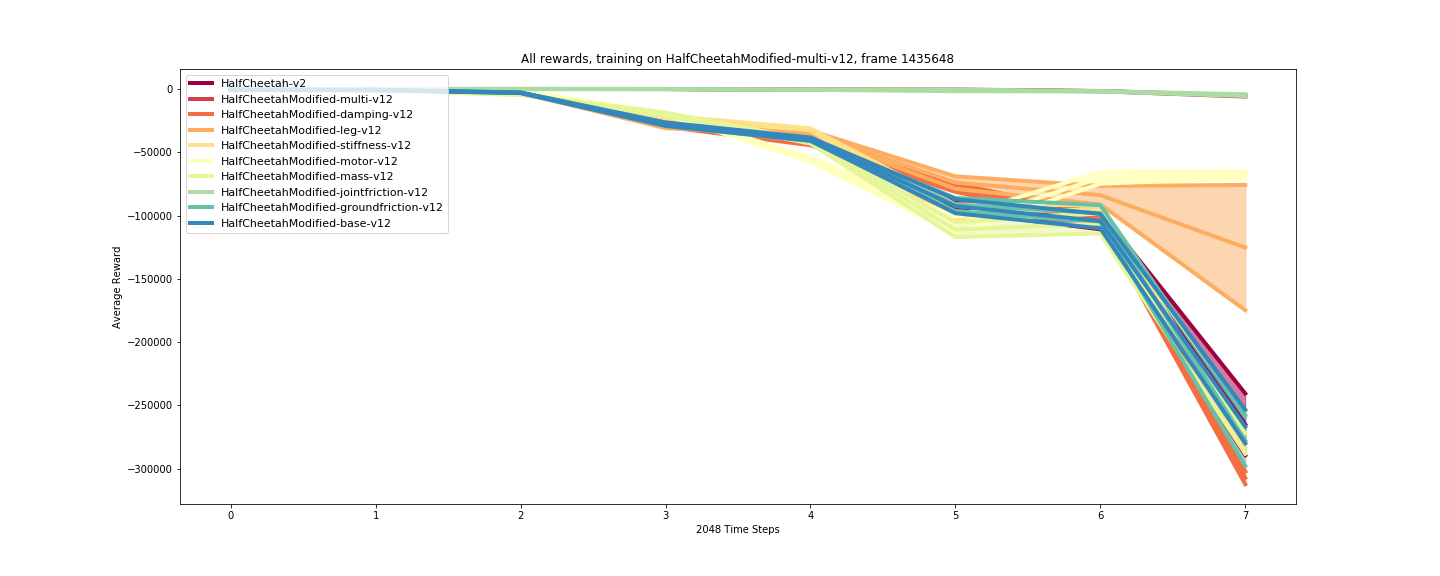 All rewards, training on HalfCheetahModified-multi-v12, frame 1435648
HalfCheetah-v2
HalfCheetahModified-multi-v12
HalfCheetahModified-damping-v12
HalfCheetahModified-leg-v12
HalfCheetahModified-stiffness-v12
HalfCheetahModified-motor-v12
HalfCheetahModified-mass-v12
HalfCheetahModified-jointfriction-v12
HalfCheetahModified-groundfriction-v12
HalfCheetahModified-base-v12
Average Reward
0
−50000
−100000
−150000
−200000
−250000
−300000
0 1 2 3 4 5 6 7
2048 Time Steps